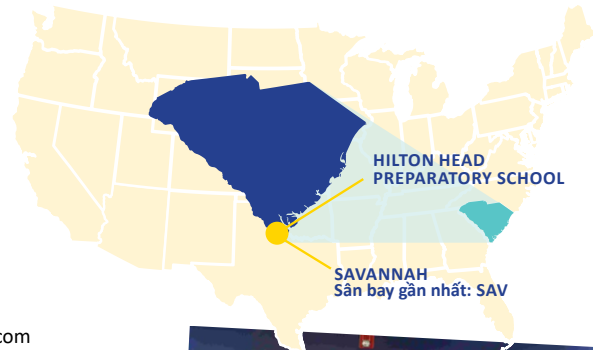 HILTON HEAD
PREPARATORY SCHOOL
SAVANNAH
Sân bay gần nhất: SAV
com